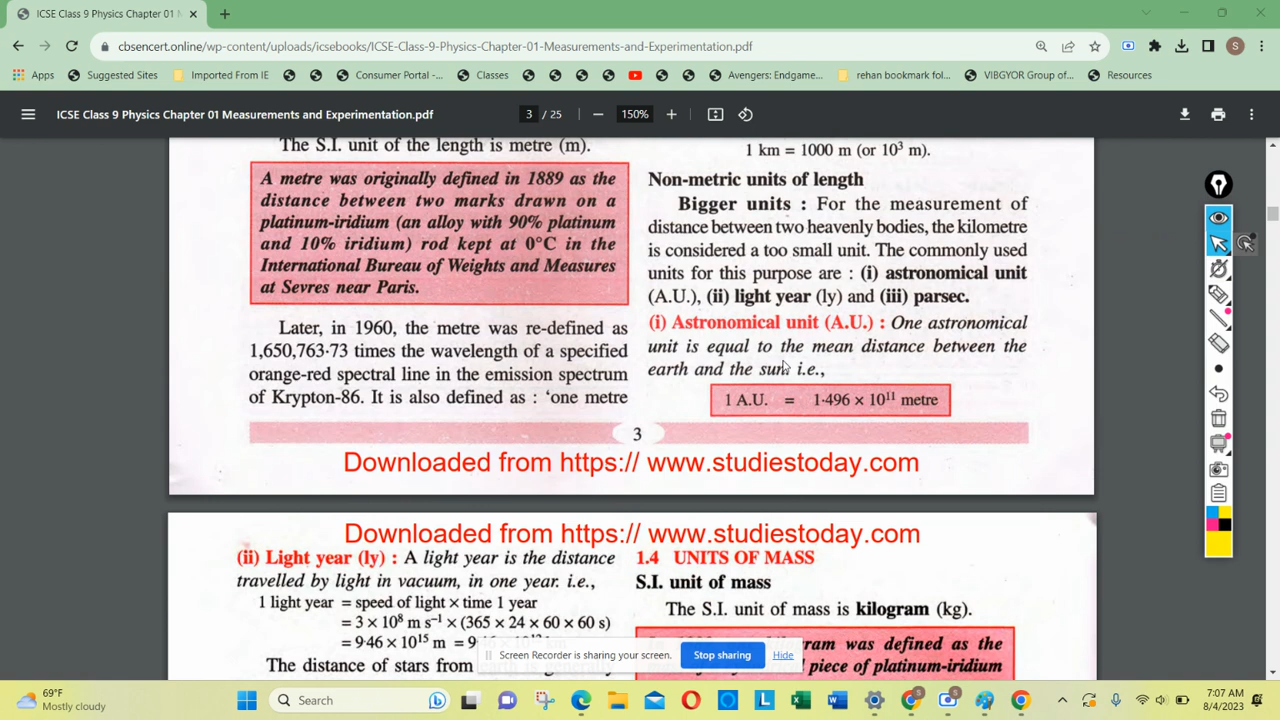 ICSE Class 9 Physics Chapter 01 M
cbsencert.online/wp-content/uploads/icsebooks/ICSE-Class-9-Physics-Chapter-01-Measurements-and-Experimentation.pdf
S
Apps Suggested Sites Imported From IE Consumer Portal -... Classes Avengers: Endgame... rehan bookmark fol... VIBGYOR Group of... Resources
ICSE Class 9 Physics Chapter 01 Measurements and Experimentation.pdf
3 / 25
150%
The S.I. unit of the length is metre (m).
A metre was originally defined in 1889 as the
distance between two marks drawn on a
platinum-iridium (an alloy with 90% platinum
and 10% iridium) rod kept at 0°C in the
International Bureau of Weights and Measures
at Sevres near Paris.
Later, in 1960, the metre was re-defined as
1,650,763·73 times the wavelength of a specified
orange-red spectral line in the emission spectrum
of Krypton-86. It is also defined as : 'one metre
1 km = 1000 m (or 10³ m).
Non-metric units of length
Bigger units : For the measurement of
distance between two heavenly bodies, the kilometre
is considered a too small unit. The commonly used
units for this purpose are : (i) astronomical unit
(A.U.), (ii) light year (ly) and (iii) parsec.
(i) Astronomical unit (A.U.) : One astronomical
unit is equal to the mean distance between the
earth and the sun i.e.,
1 A.U. = 1·496 × 10¹¹ metre
3
Downloaded from https:// www.studiestoday.com
Downloaded from https:// www.studiestoday.com
(ii) Light year (ly) : A light year is the distance
travelled by light in vacuum, in one year. i.e.,
1 light year = speed of light × time 1 year
= 3 × 10⁸ m s⁻¹ × (365 × 24 × 60 × 60 s)
= 9·46 × 10¹⁵ m = 9
The distance of stars from earth is generally
1.4 UNITS OF MASS
S.I. unit of mass
The S.I. unit of mass is kilogram (kg).
gram was defined as the
piece of platinum-iridium
Screen Recorder is sharing your screen.
Stop sharing
Hide
69°F
Mostly cloudy
Search
7:07 AM
8/4/2023